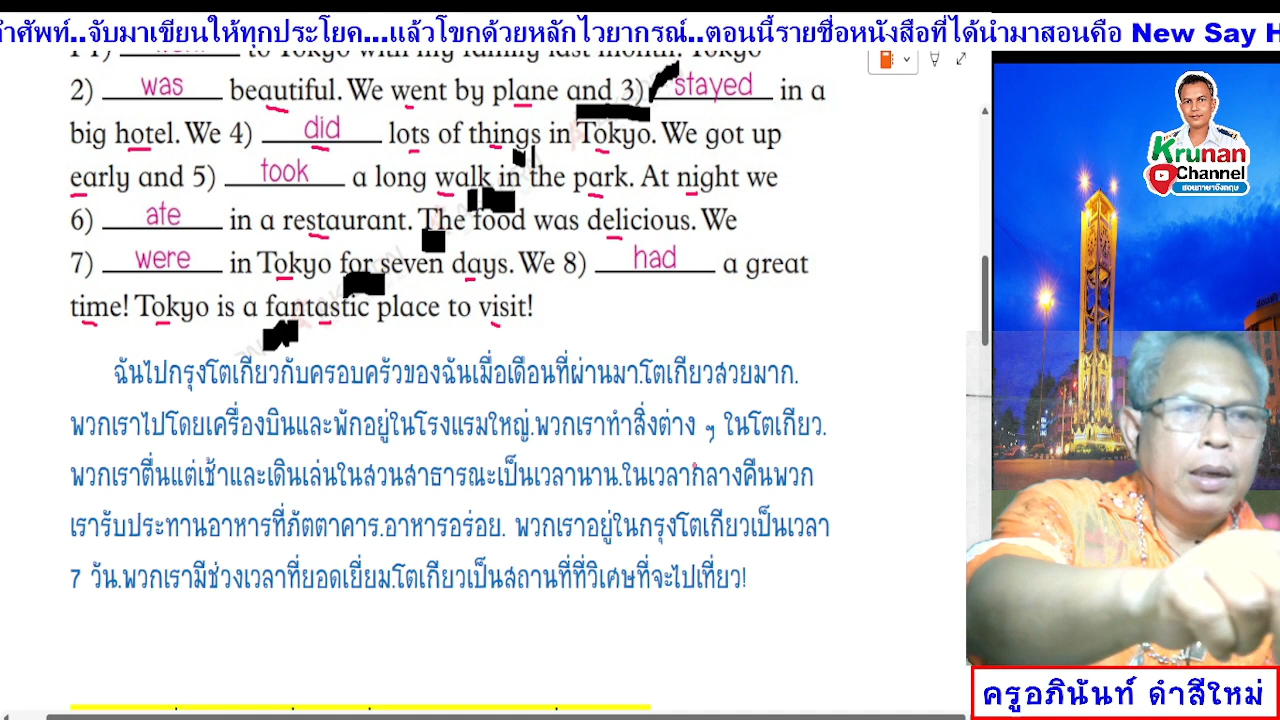 ำศัพท์..จับมาเขียนให้ทุกประโยค...แล้วโขกด้วยหลักไวยากรณ์..ตอนนี้รายชื่อหนังสือที่ได้นำมาสอนคือ New Say H
to Tokyo with my family last month. Tokyo
2) was beautiful. We went by plane and 3) stayed in a
big hotel. We 4) did lots of things in Tokyo. We got up
early and 5) took a long walk in the park. At night we
6) ate in a restaurant. The food was delicious. We
7) were in Tokyo for seven days. We 8) had a great
time! Tokyo is a fantastic place to visit!
ฉันไปกรุงโตเกียวกับครอบครัวของฉันเมื่อเดือนที่ผ่านมา.โตเกียวสวยมาก.
พวกเราไปโดยเครื่องบินและพักอยู่ในโรงแรมใหญ่.พวกเราทำสิ่งต่าง ๆ ในโตเกียว.
พวกเราตื่นแต่เช้าและเดินเล่นในสวนสาธารณะเป็นเวลานาน.ในเวลากลางคืนพวก
เรารับประทานอาหารที่ภัตตาคาร.อาหารอร่อย. พวกเราอยู่ในกรุงโตเกียวเป็นเวลา
7 วัน.พวกเรามีช่วงเวลาที่ยอดเยี่ยม.โตเกียวเป็นสถานที่ที่วิเศษที่จะไปเที่ยว!
Krunan
Channel
สอนภาษาอังกฤษ
ครูอภินันท์ ดำสีใหม่